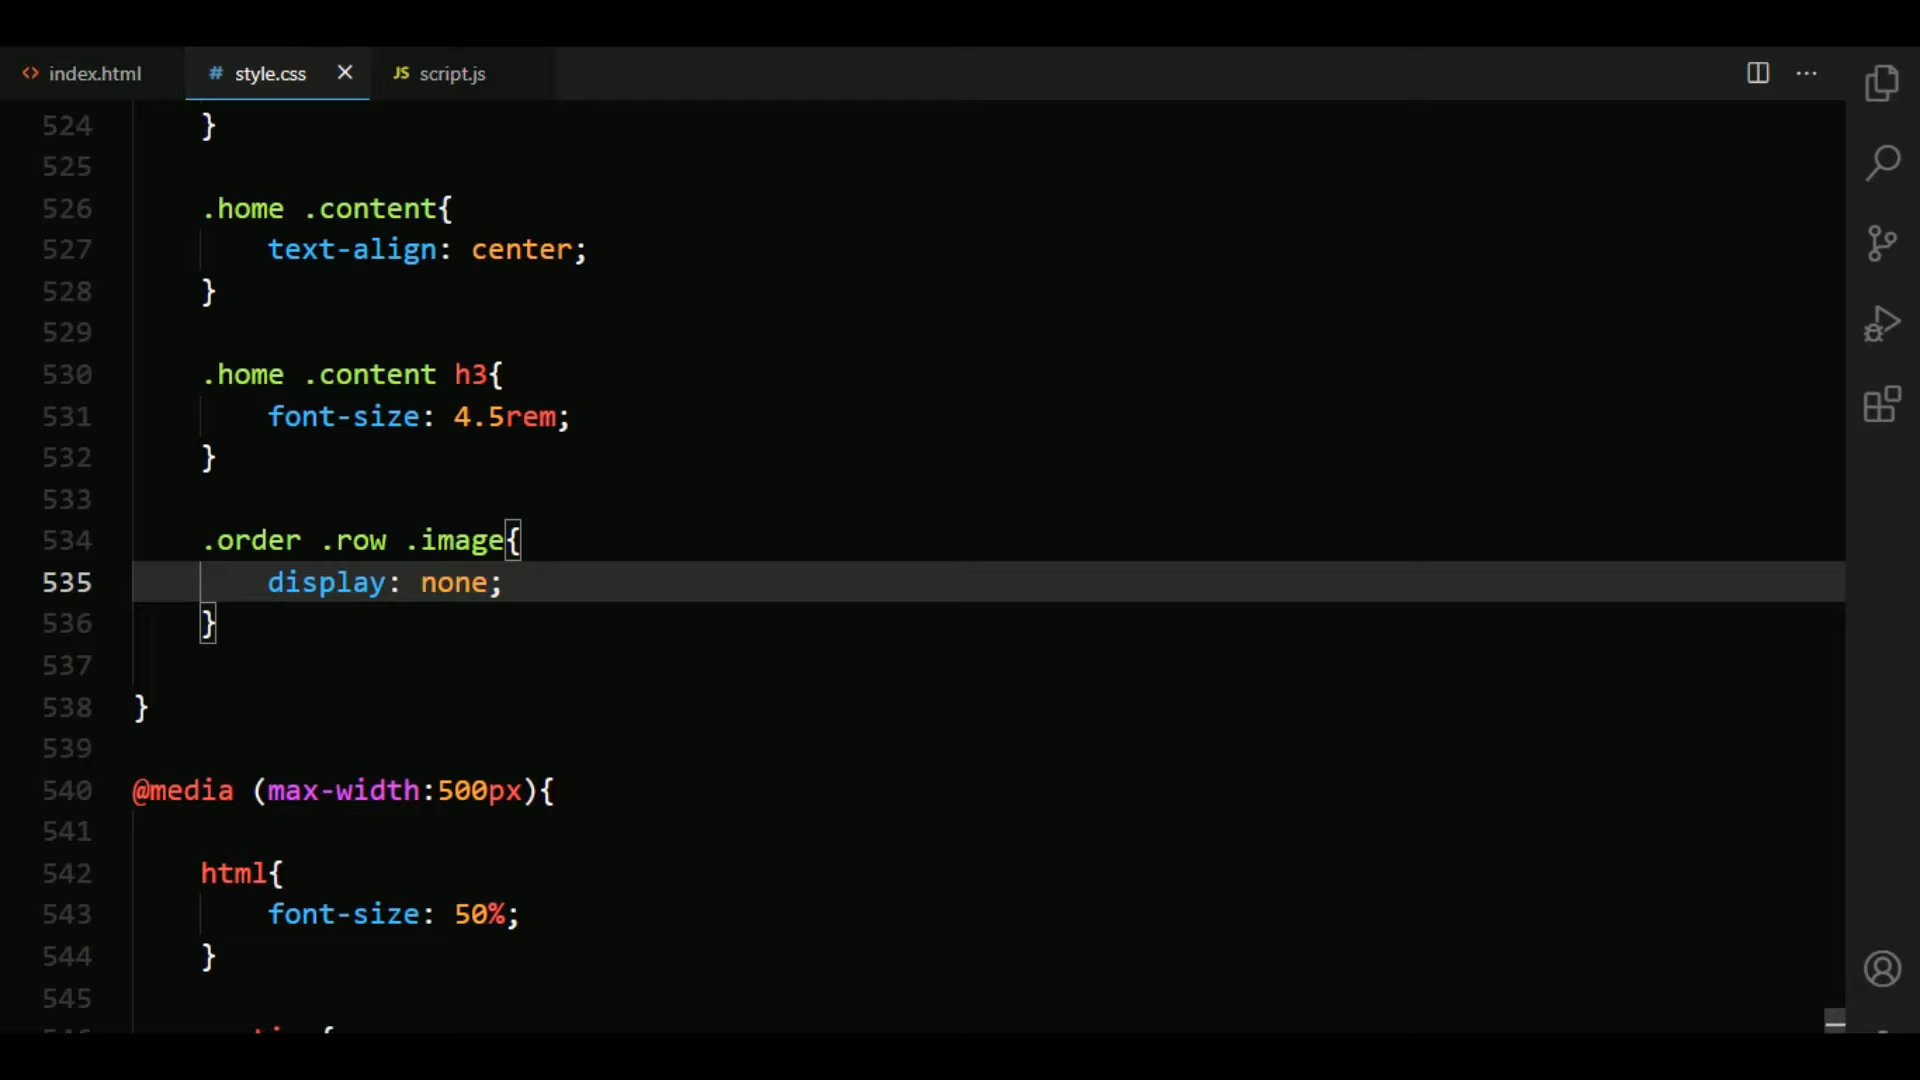 index.html style.css script.js
524 }
525
526 .home .content{
527 text-align: center;
528 }
529
530 .home .content h3{
531 font-size: 4.5rem;
532 }
533
534 .order .row .image{
535 display: none;
536 }
537
538 }
539
540 @media (max-width:500px){
541
542 html{
543 font-size: 50%;
544 }
545